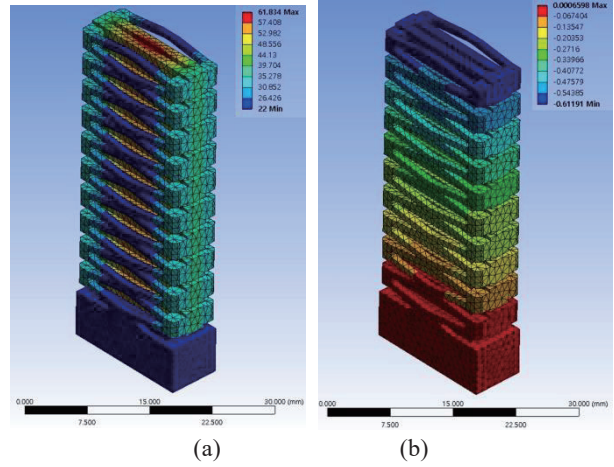 61.834 Max
57.408
52.982
48.556
44.13
39.704
35.278
30.852
26.426
22 Min
0.000 15.000 30.000 (mm)
7.500 22.500
(a)
0.0006598 Max
-0.067404
-0.13547
-0.20353
-0.2716
-0.33966
-0.40772
-0.47579
-0.54385
-0.61191 Min
0.000 15.000 30.000 (mm)
7.500 22.500
(b)